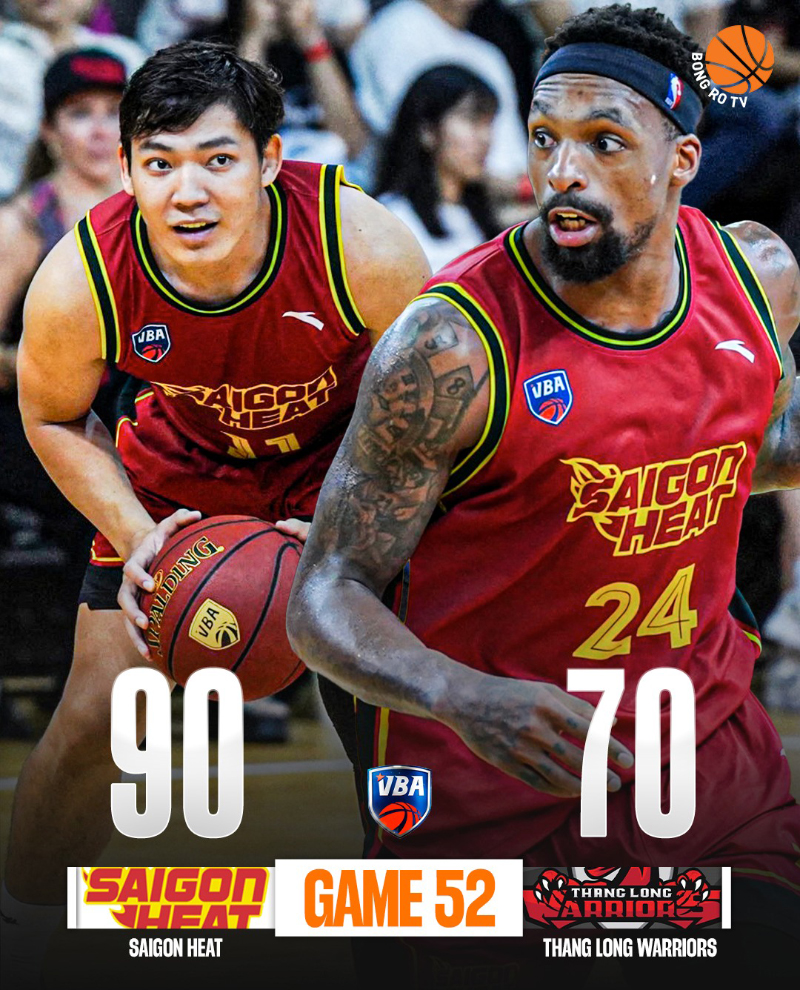 BONG RO TV
VBA
SAIGON
HEAT
11
VBA
SAIGON
HEAT
24
SPALDING
VBA
90
70
VBA
SAIGON
HEAT
GAME 52
THANG LONG
WARRIORS
SAIGON HEAT
THANG LONG WARRIORS